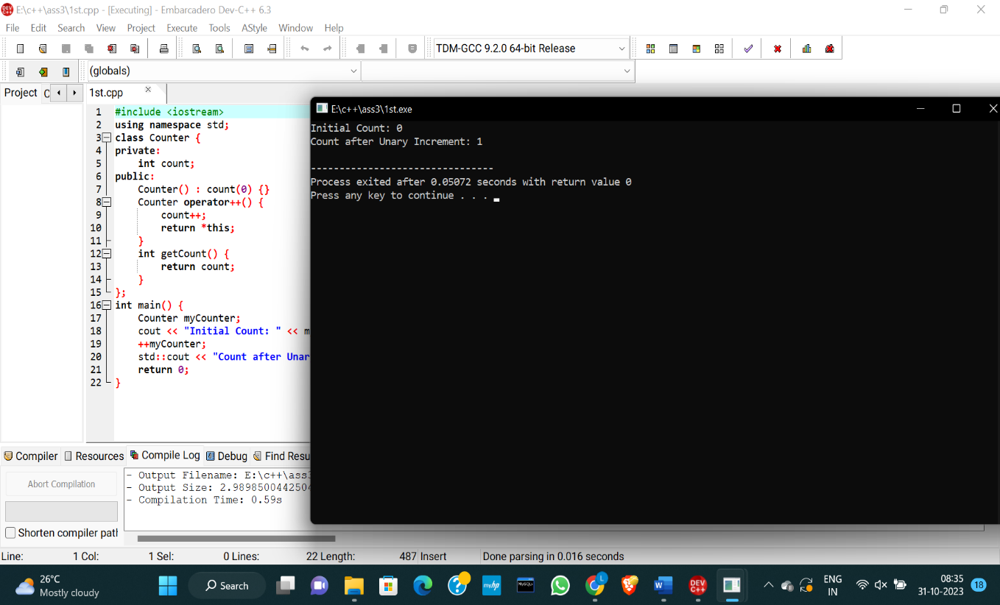 E:\c++\ass3\1st.cpp - [Executing] - Embarcadero Dev-C++ 6.3
File Edit Search View Project Execute Tools AStyle Window Help
TDM-GCC 9.2.0 64-bit Release
(globals)
Project C 1st.cpp
1 #include <iostream>
2 using namespace std;
3 class Counter {
4 private:
5 int count;
6 public:
7 Counter() : count(0) {}
8 Counter operator++() {
9 count++;
10 return *this;
11 }
12 int getCount() {
13 return count;
14 }
15 };
16 int main() {
17 Counter myCounter;
18 cout << "Initial Count: " << m
19 ++myCounter;
20 std::cout << "Count after Unar
21 return 0;
22 }
E:\c++\ass3\1st.exe
Initial Count: 0
Count after Unary Increment: 1
--------------------------------
Process exited after 0.05072 seconds with return value 0
Press any key to continue . . .
Compiler Resources Compile Log Debug Find Resu
Abort Compilation
Shorten compiler path
- Output Filename: E:\c++\ass3
- Output Size: 2.9898500442504
- Compilation Time: 0.59s
Line: 1 Col: 1 Sel: 0 Lines: 22 Length: 487 Insert Done parsing in 0.016 seconds
26°C
Mostly cloudy
Search
myhp
MySQL
L
W
DEV
C++
ENG
IN
08:35
31-10-2023
18